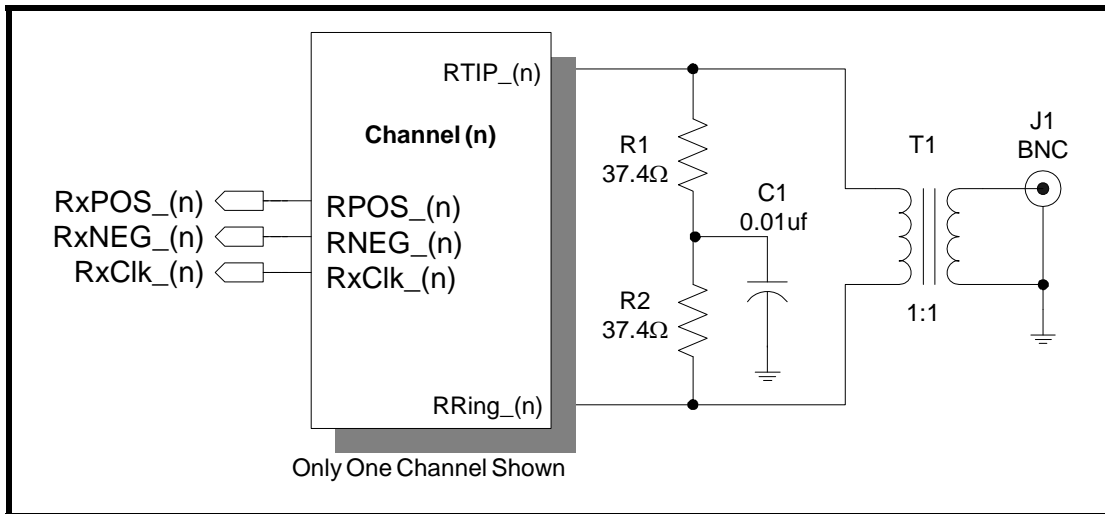 RTIP_(n)
Channel (n)
RxPOS_(n)
RPOS_(n)
RxNEG_(n)
RNEG_(n)
RxClk_(n)
RxClk_(n)
RRing_(n)
Only One Channel Shown
R1
37.4Ω
C1
0.01uf
R2
37.4Ω
T1
1:1
J1
BNC